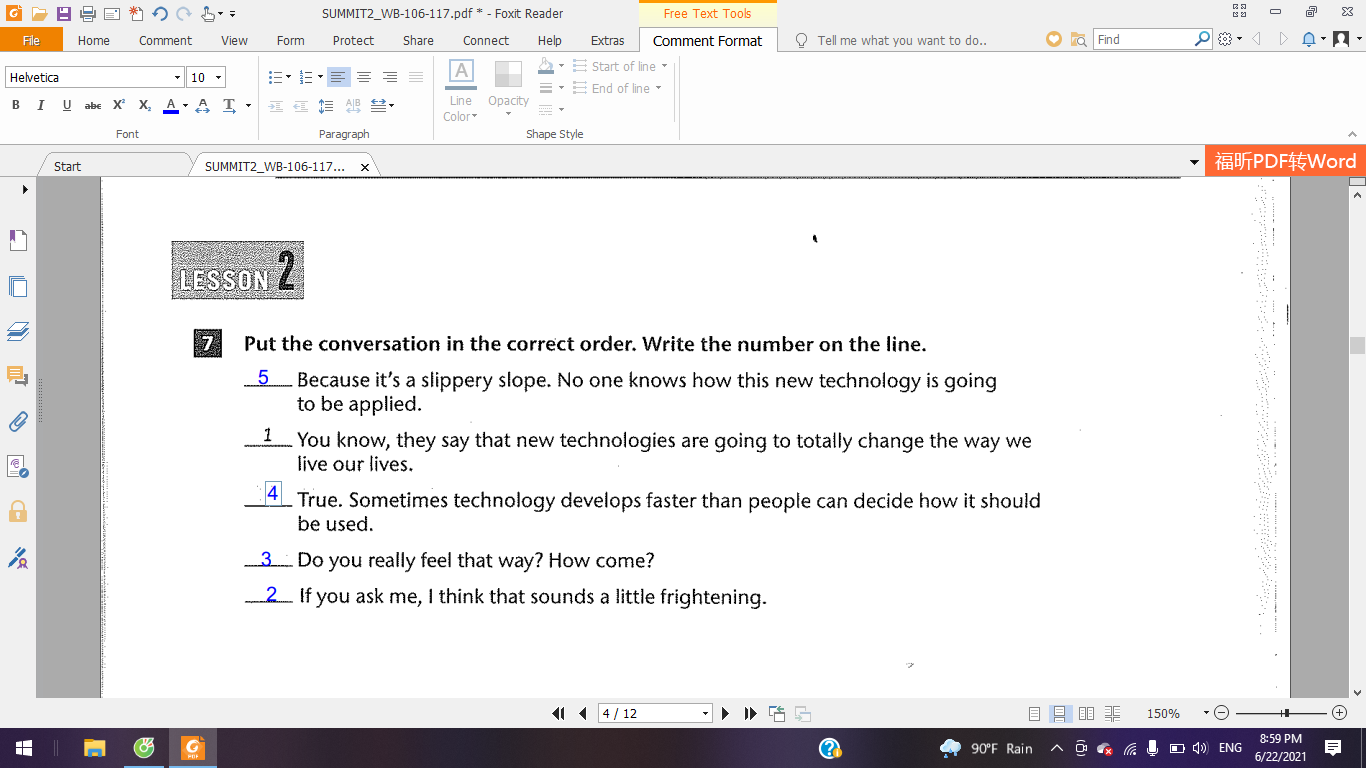 SUMMIT2_WB-106-117.pdf * - Foxit Reader
Free Text Tools
File Home Comment View Form Protect Share Connect Help Extras Comment Format Tell me what you want to do.. Find
Helvetica 10
Line Color Opacity
Start of line
End of line
B I U abc X² X₂ A A T
Font Paragraph Shape Style
Start SUMMIT2_WB-106-117... 福昕PDF转Word
LESSON 2
7 Put the conversation in the correct order. Write the number on the line.
5 Because it's a slippery slope. No one knows how this new technology is going
to be applied.
1 You know, they say that new technologies are going to totally change the way we
live our lives.
4 True. Sometimes technology develops faster than people can decide how it should
be used.
3 Do you really feel that way? How come?
2 If you ask me, I think that sounds a little frightening.
4 / 12 150%
90°F Rain ENG 8:59 PM
6/22/2021